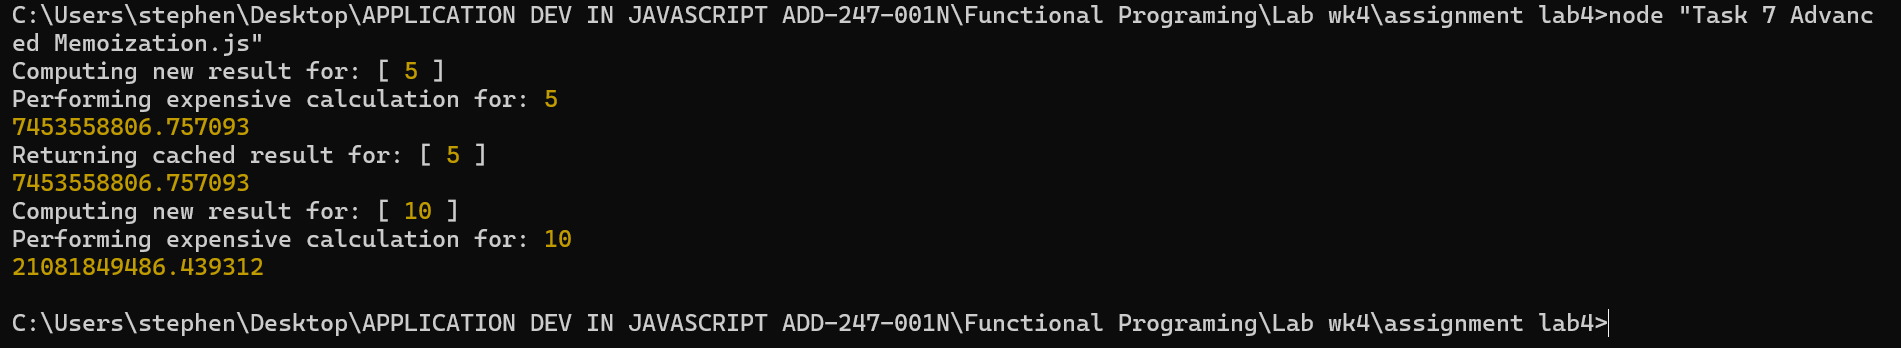 C:\Users\stephen\Desktop\APPLICATION DEV IN JAVASCRIPT ADD-247-001N\Functional Programing\Lab wk4\assignment lab4>node "Task 7 Advanc
ed Memoization.js"
Computing new result for: [ 5 ]
Performing expensive calculation for: 5
7453558806.757093
Returning cached result for: [ 5 ]
7453558806.757093
Computing new result for: [ 10 ]
Performing expensive calculation for: 10
21081849486.439312
C:\Users\stephen\Desktop\APPLICATION DEV IN JAVASCRIPT ADD-247-001N\Functional Programing\Lab wk4\assignment lab4>